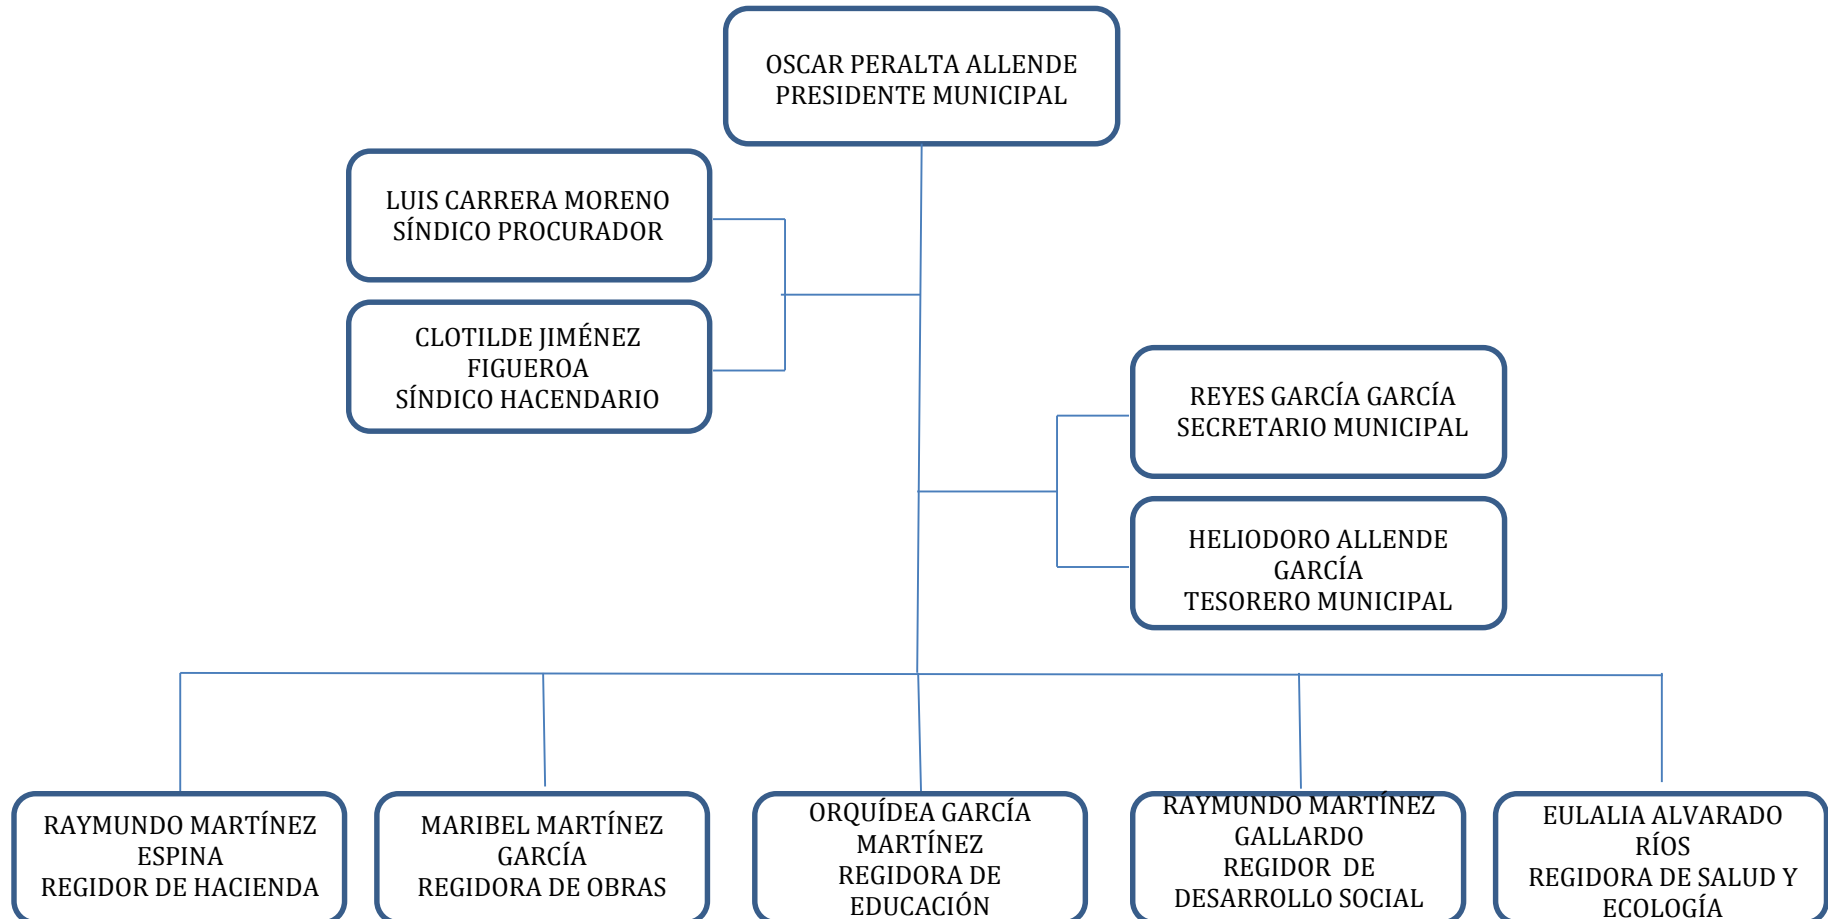 OSCAR PERALTA ALLENDE
PRESIDENTE MUNICIPAL
LUIS CARRERA MORENO
SÍNDICO PROCURADOR
CLOTILDE JIMÉNEZ
FIGUEROA
SÍNDICO HACENDARIO
REYES GARCÍA GARCÍA
SECRETARIO MUNICIPAL
HELIODORO ALLENDE
GARCÍA
TESORERO MUNICIPAL
RAYMUNDO MARTÍNEZ
ESPINA
REGIDOR DE HACIENDA
MARIBEL MARTÍNEZ
GARCÍA
REGIDORA DE OBRAS
ORQUÍDEA GARCÍA
MARTÍNEZ
REGIDORA DE
EDUCACIÓN
RAYMUNDO MARTÍNEZ
GALLARDO
REGIDOR DE
DESARROLLO SOCIAL
EULALIA ALVARADO
RÍOS
REGIDORA DE SALUD Y
ECOLOGÍA